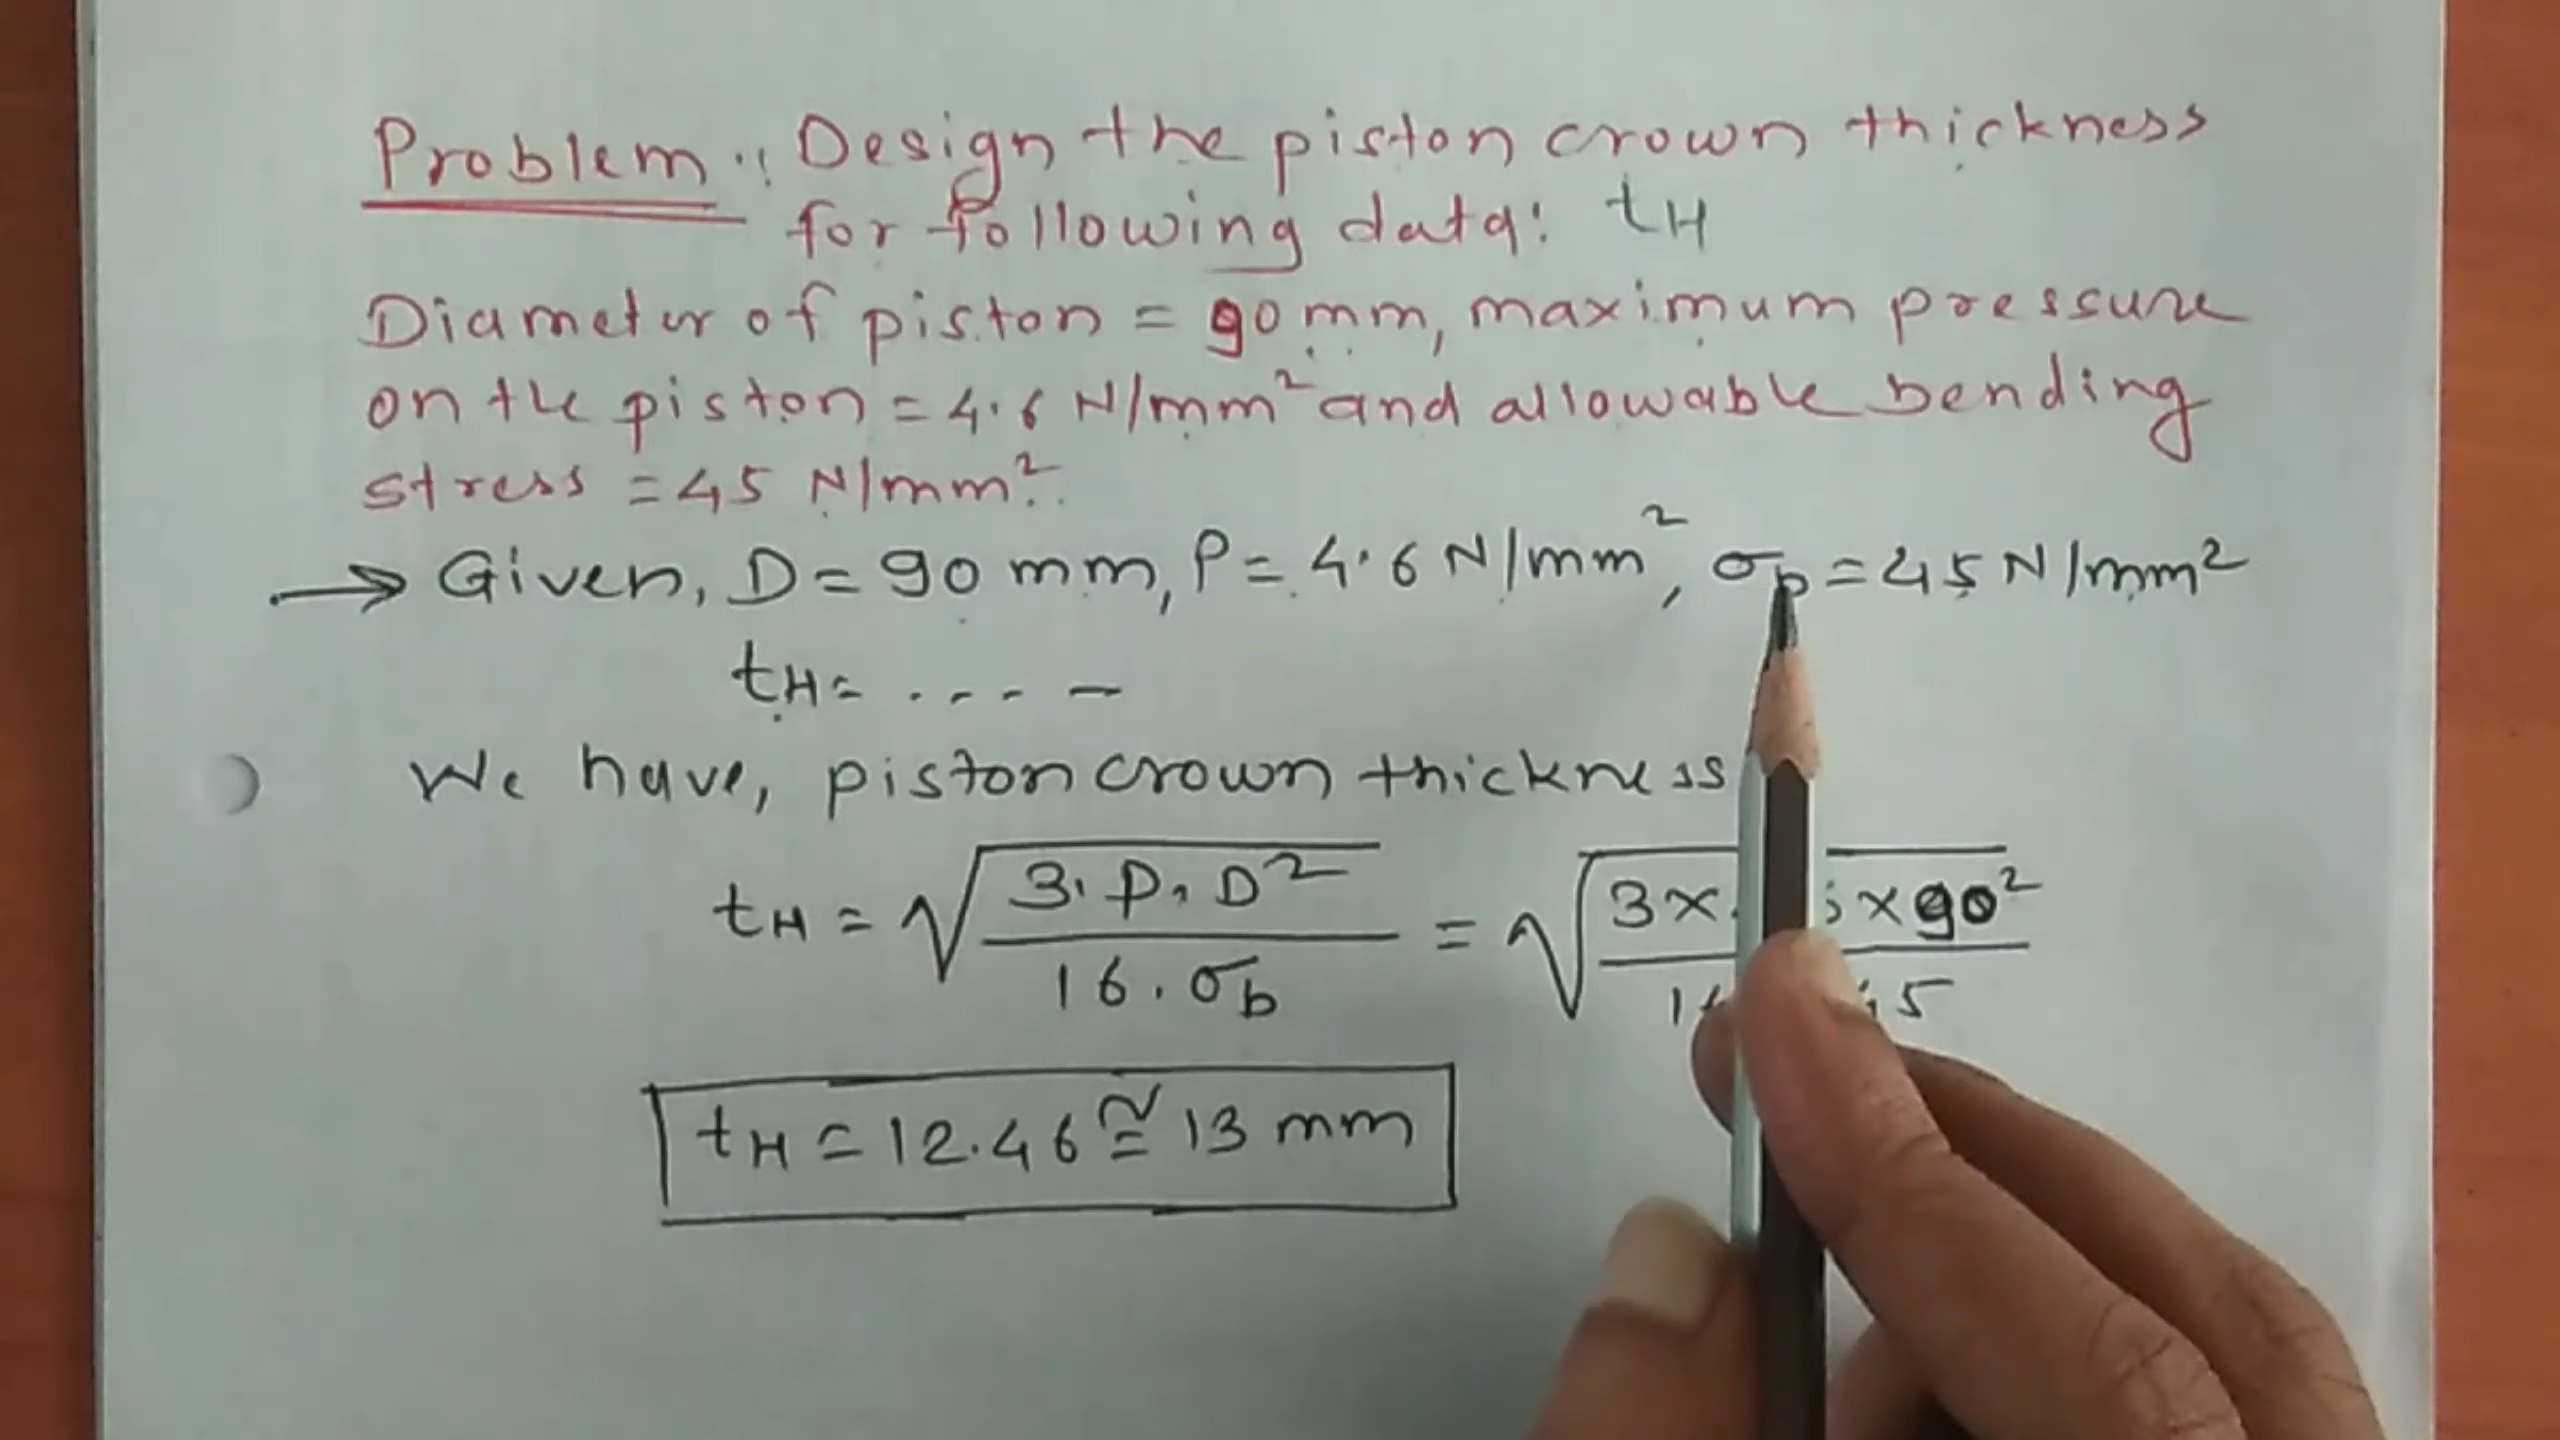 Problem: Design the piston crown thickness
for following data: tH
Diameter of piston = 90 mm, maximum pressure
on the piston = 4.6 N/mm² and allowable bending
stress = 45 N/mm².
→ Given, D = 90 mm, P = 4.6 N/mm², σb = 45 N/mm²
tH = ....-
We have, piston crown thickness
tH = √(3.P.D² / 16.σb) = √(3× ×90² / 5)
tH = 12.46 ≅ 13 mm